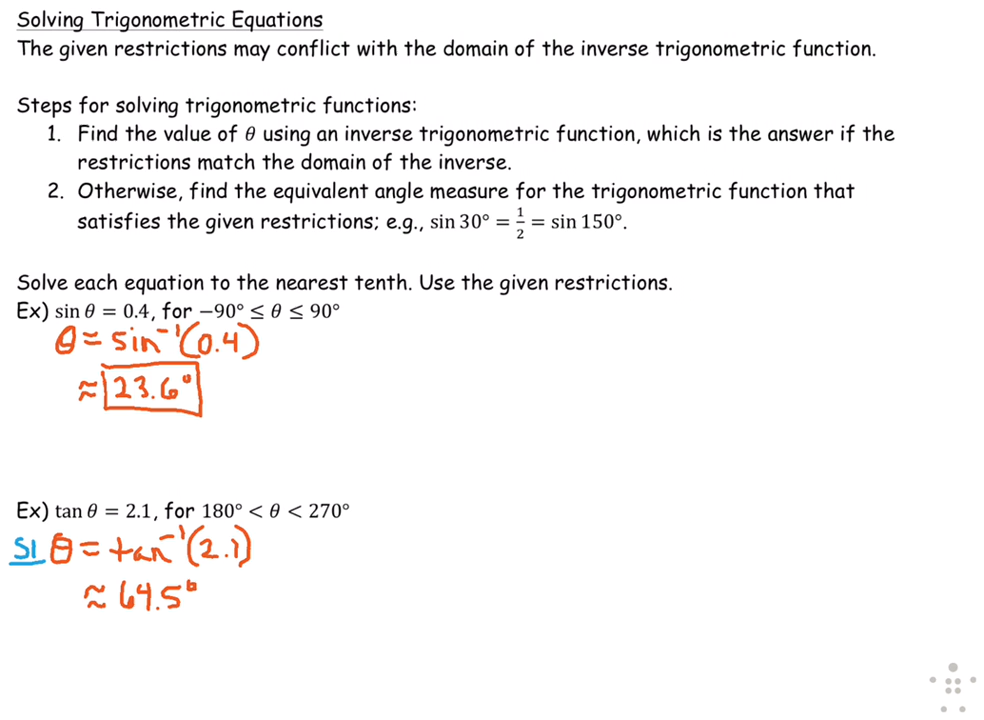 Solving Trigonometric Equations
The given restrictions may conflict with the domain of the inverse trigonometric function.
Steps for solving trigonometric functions:
1. Find the value of θ using an inverse trigonometric function, which is the answer if the
restrictions match the domain of the inverse.
2. Otherwise, find the equivalent angle measure for the trigonometric function that
satisfies the given restrictions; e.g., sin 30° = 1/2 = sin 150°.
Solve each equation to the nearest tenth. Use the given restrictions.
Ex) sin θ = 0.4, for −90° ≤ θ ≤ 90°
θ = sin⁻¹(0.4)
≈ 23.6°
Ex) tan θ = 2.1, for 180° < θ < 270°
S1 θ = tan⁻¹(2.1)
≈ 64.5°